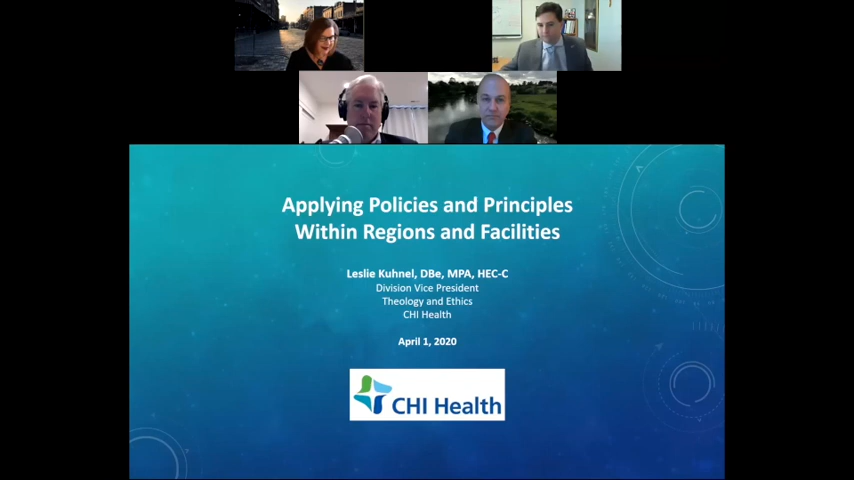 Applying Policies and Principles
Within Regions and Facilities
Leslie Kuhnel, DBe, MPA, HEC-C
Division Vice President
Theology and Ethics
CHI Health
April 1, 2020
CHI Health